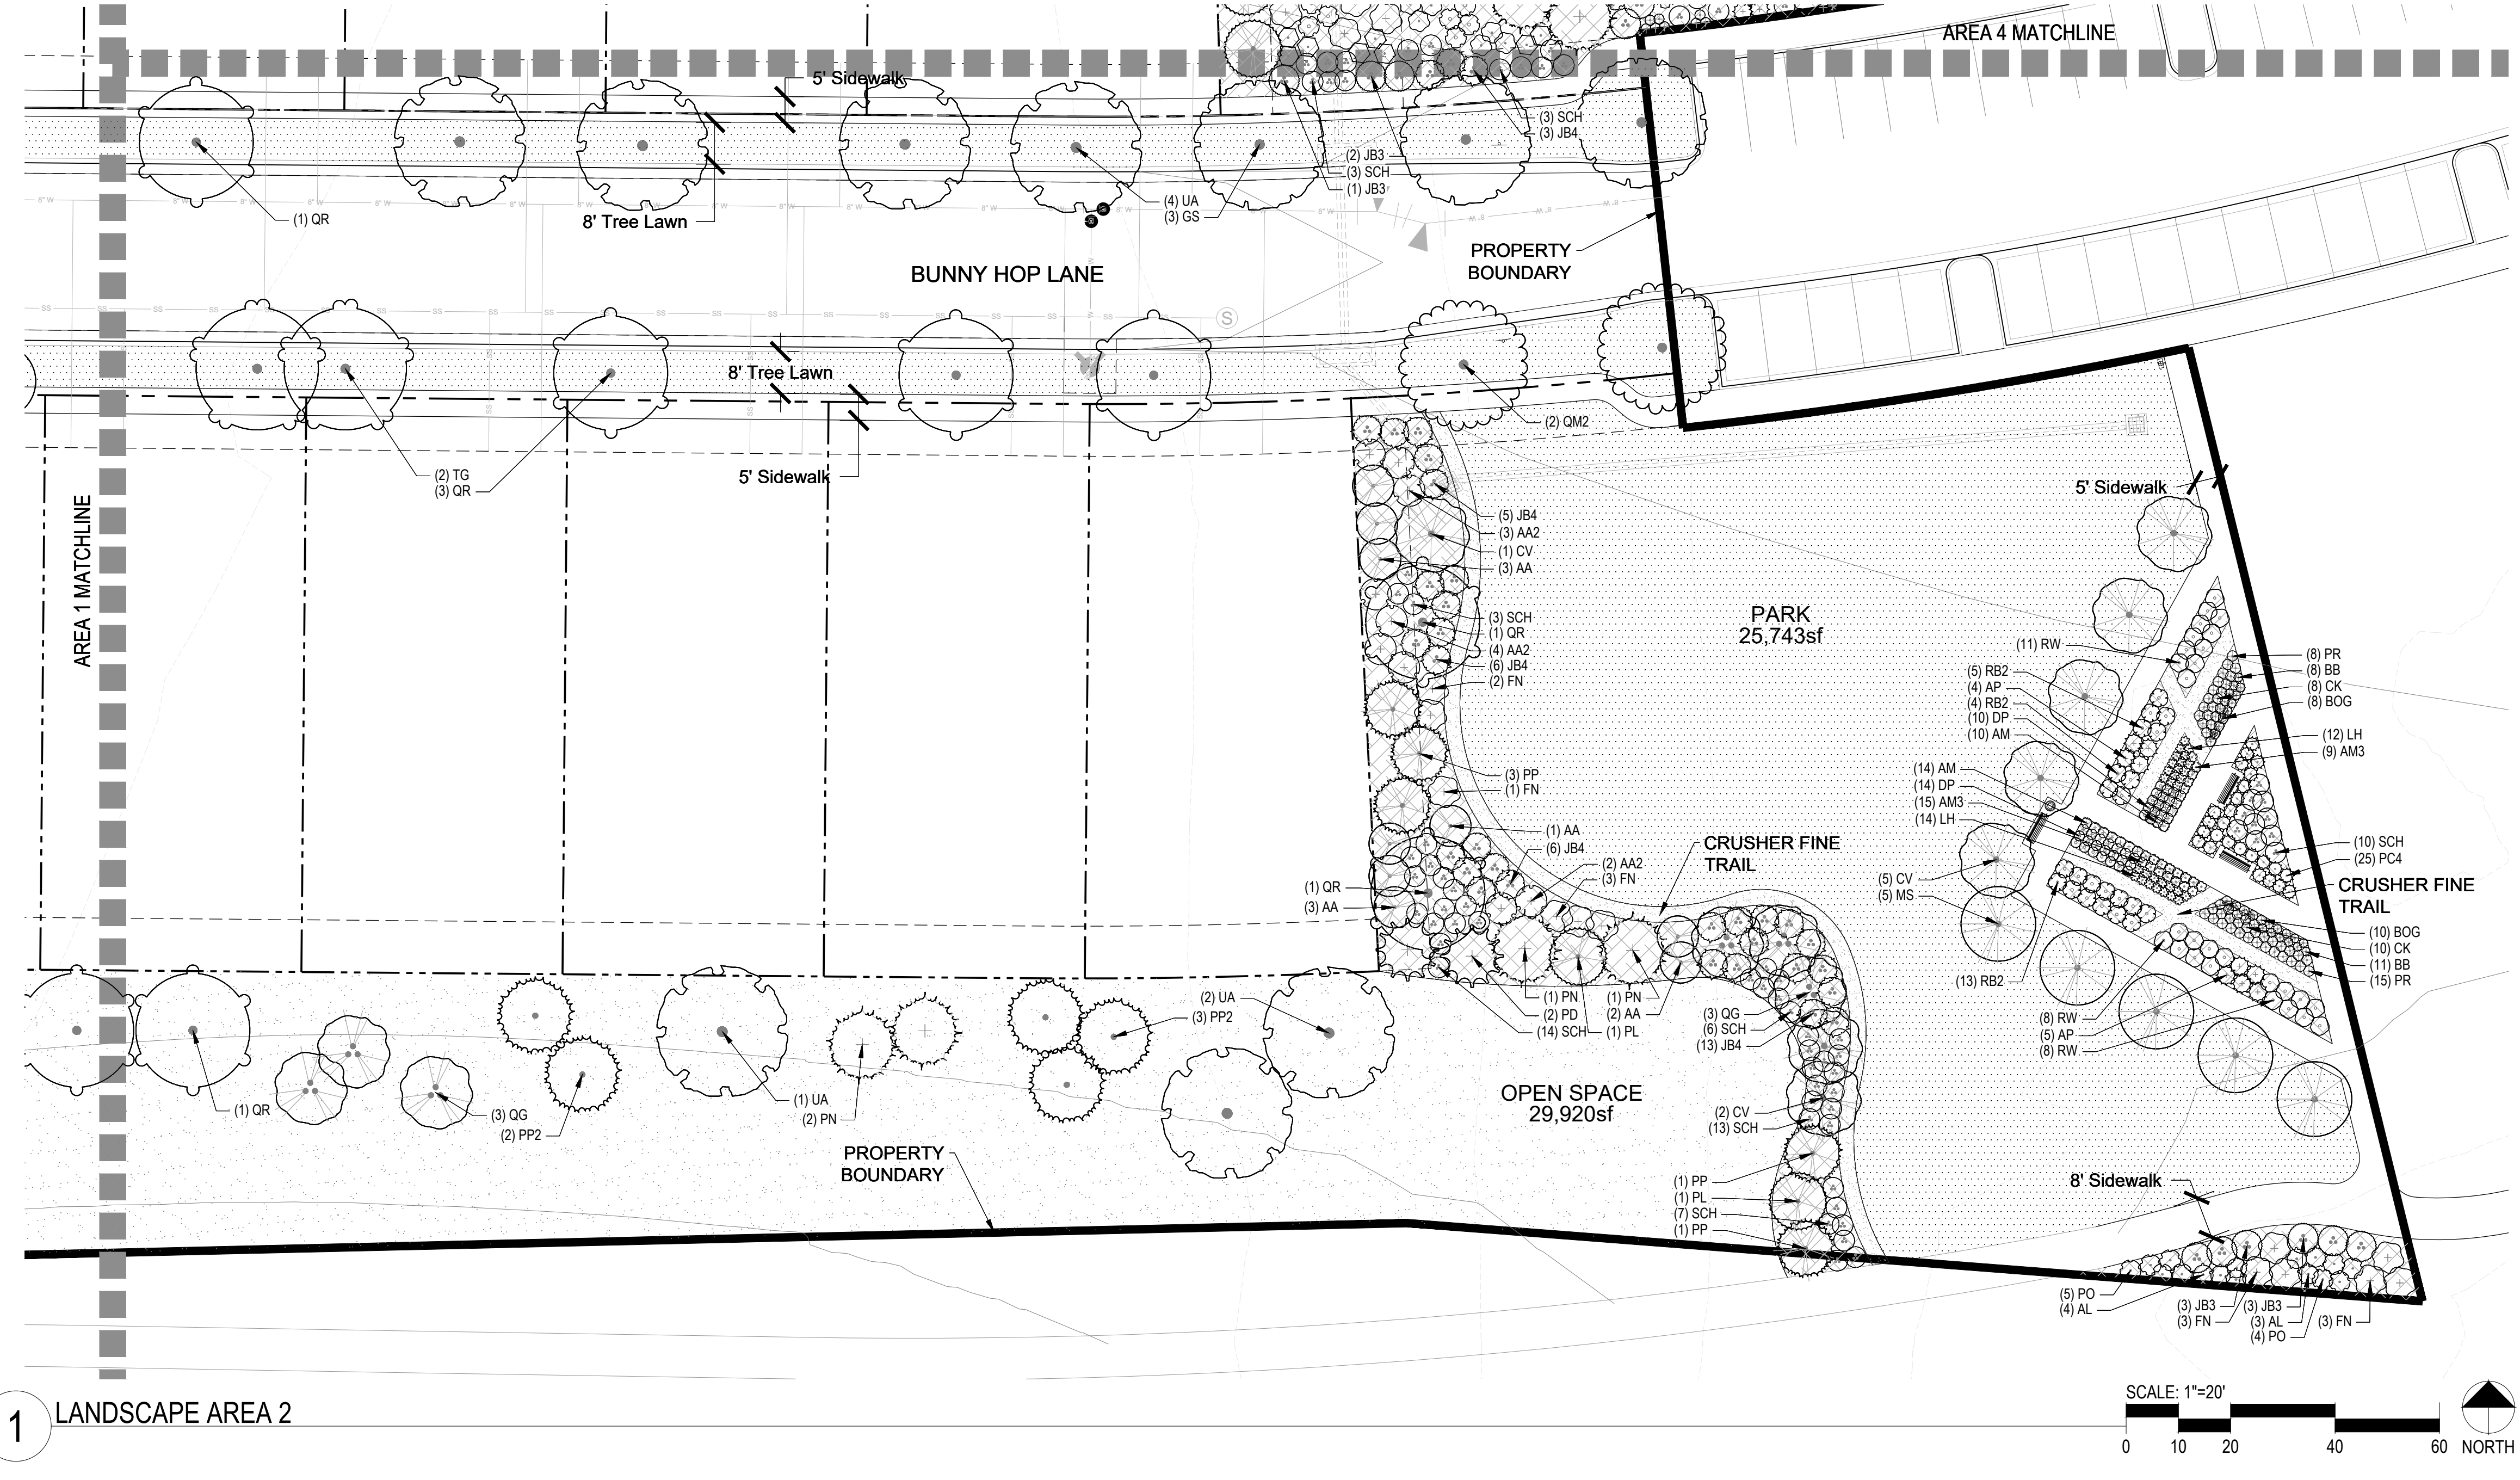 AREA 4 MATCHLINE
5' Sidewalk
(3) SCH
(3) JB4
(2) JB3
(3) SCH
(1) JB3
(4) UA
(3) GS
(1) QR
8' Tree Lawn
PROPERTY
BOUNDARY
BUNNY HOP LANE
S
8' Tree Lawn
(2) QM2
(2) TG
(3) QR
5' Sidewalk
5' Sidewalk
AREA 1 MATCHLINE
(5) JB4
(3) AA2
(1) CV
(3) AA
(3) SCH
(1) QR
(4) AA2
(6) JB4
(2) FN
PARK
25,743sf
(11) RW
(5) RB2
(4) AP
(4) RB2
(10) DP
(10) AM
(8) PR
(8) BB
(8) CK
(8) BOG
(12) LH
(9) AM3
(3) PP
(1) FN
(14) AM
(14) DP
(15) AM3
(14) LH
(1) AA
(6) JB4
(2) AA2
(3) FN
CRUSHER FINE
TRAIL
(10) SCH
(25) PC4
CRUSHER FINE
TRAIL
(1) QR
(3) AA
(5) CV
(5) MS
(10) BOG
(10) CK
(11) BB
(15) PR
(13) RB2
(8) RW
(5) AP
(8) RW
(1) PN
(2) PD
(14) SCH
(1) PN
(2) AA
(1) PL
(3) QG
(6) SCH
(13) JB4
(2) UA
(3) PP2
(1) QR
(3) QG
(2) PP2
(1) UA
(2) PN
OPEN SPACE
29,920sf
(2) CV
(13) SCH
PROPERTY
BOUNDARY
(1) PP
(1) PL
(7) SCH
(1) PP
8' Sidewalk
(5) PO
(4) AL
(3) JB3
(3) FN
(3) JB3
(3) AL
(4) PO
(3) FN
1
LANDSCAPE AREA 2
SCALE: 1"=20'
0 10 20 40 60
NORTH